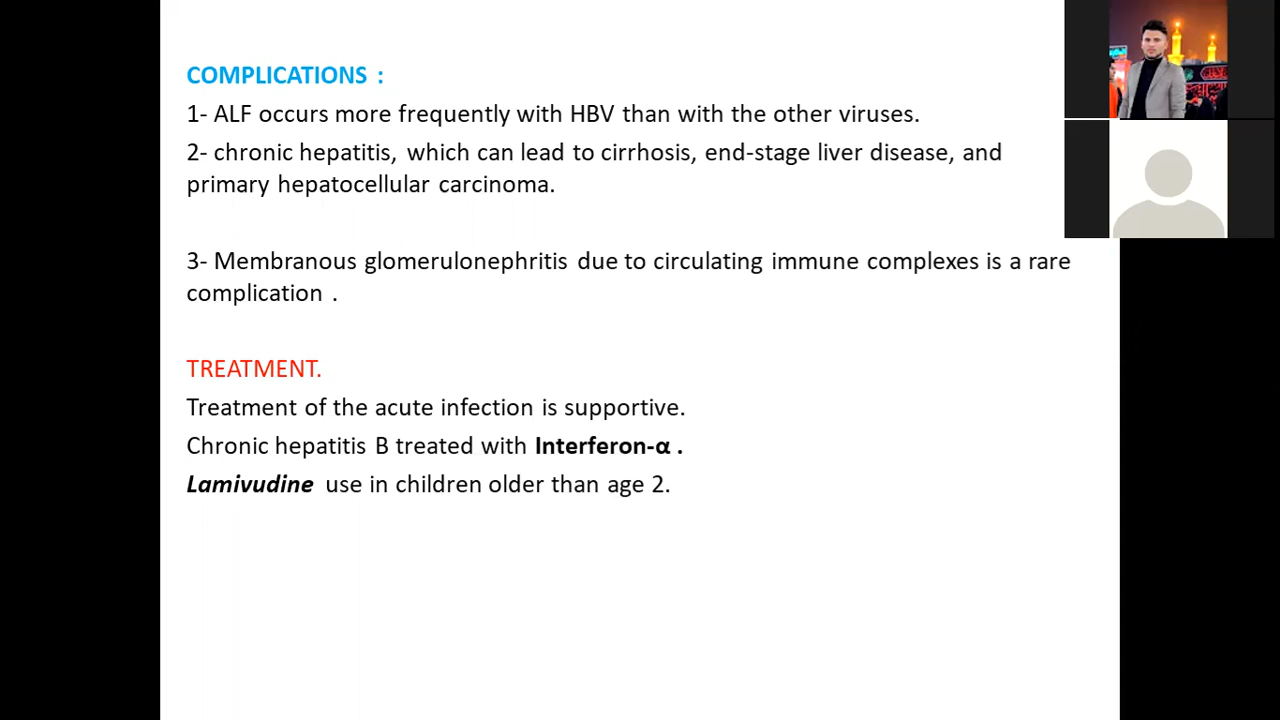 COMPLICATIONS :
1- ALF occurs more frequently with HBV than with the other viruses.
2- chronic hepatitis, which can lead to cirrhosis, end-stage liver disease, and
primary hepatocellular carcinoma.
3- Membranous glomerulonephritis due to circulating immune complexes is a rare
complication .
TREATMENT.
Treatment of the acute infection is supportive.
Chronic hepatitis B treated with Interferon-α .
Lamivudine use in children older than age 2.